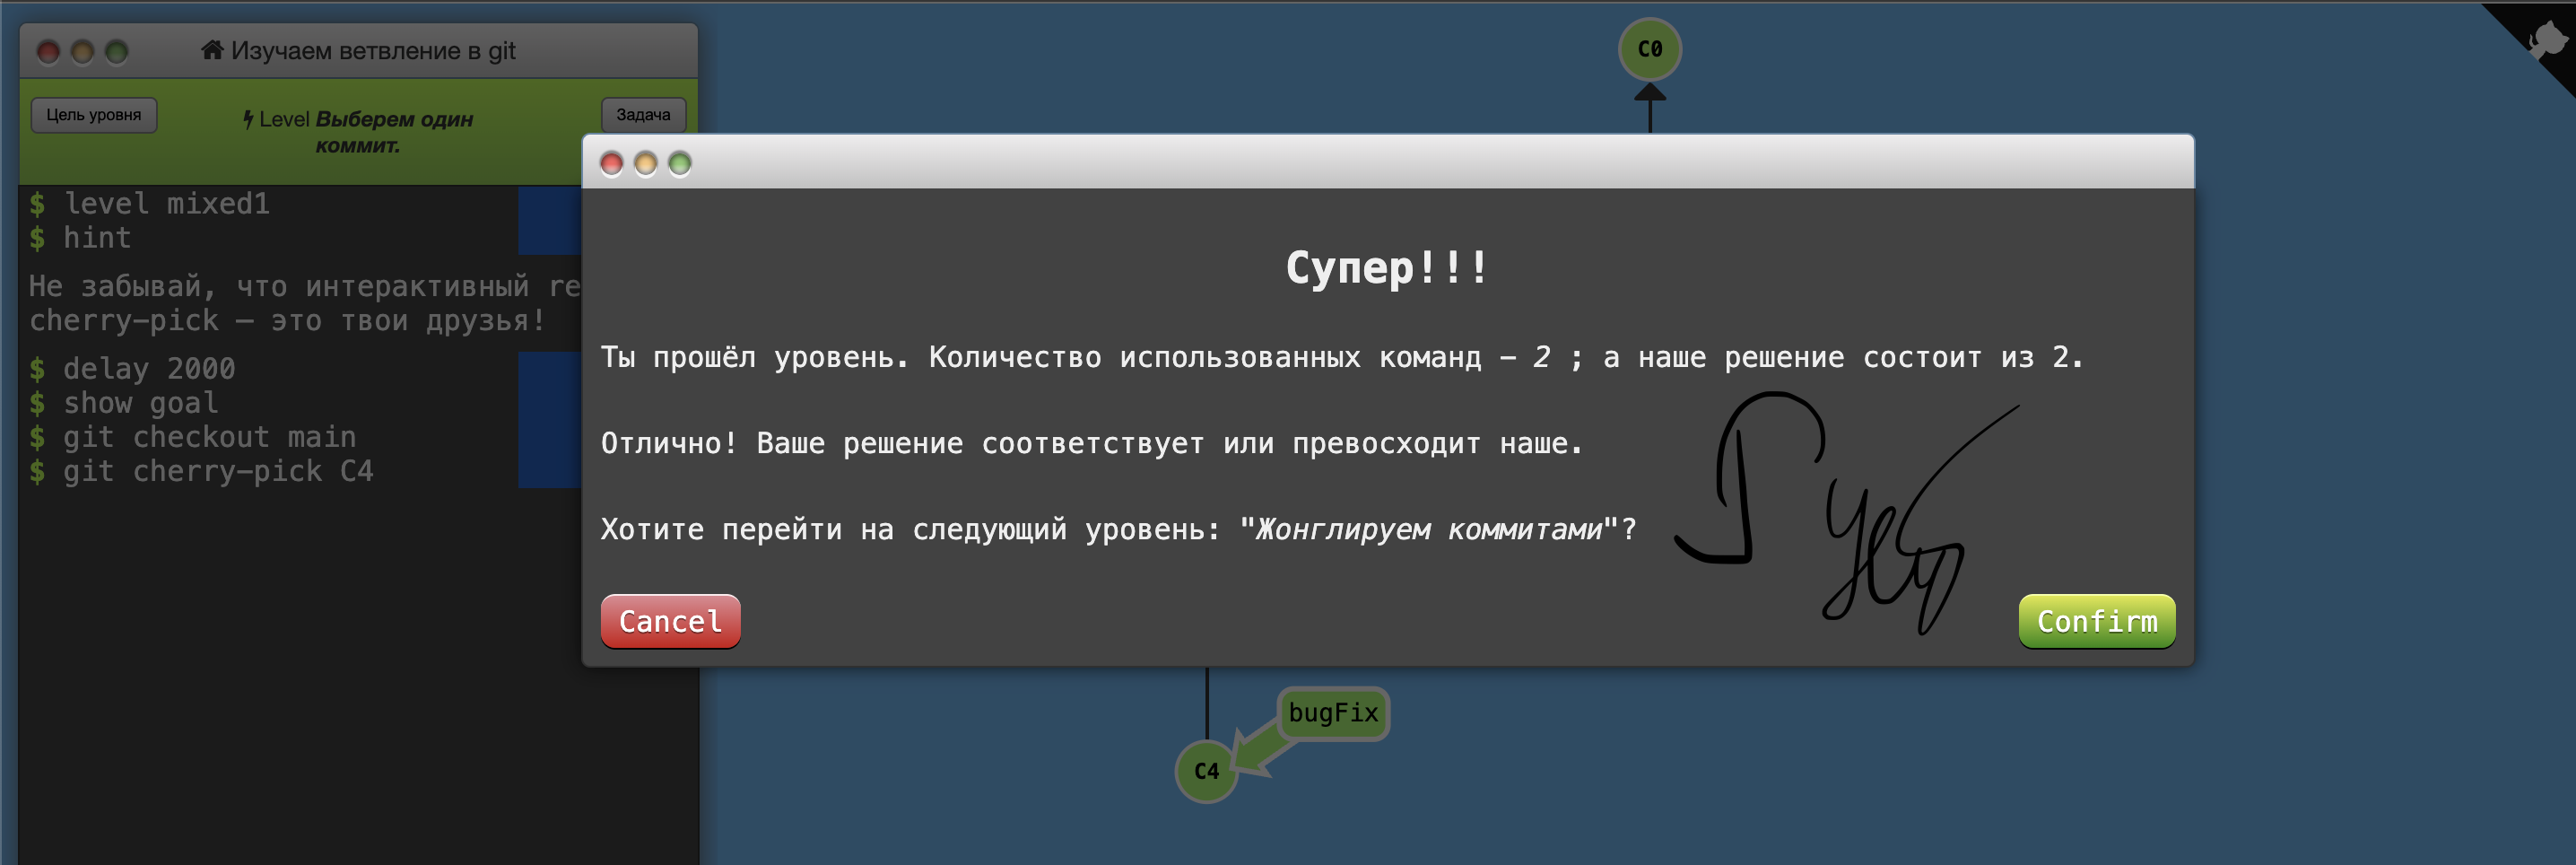 Изучаем ветвление в git
Цель уровня
Level Выберем один
коммит.
Задача
$ level mixed1
$ hint
Не забывай, что интерактивный re
cherry-pick – это твои друзья!
$ delay 2000
$ show goal
$ git checkout main
$ git cherry-pick C4
C0
Супер!!!
Ты прошёл уровень. Количество использованных команд - 2 ; а наше решение состоит из 2.
Отлично! Ваше решение соответствует или превосходит наше.
Хотите перейти на следующий уровень: "Жонглируем коммитами"?
Cancel
Confirm
bugFix
C4